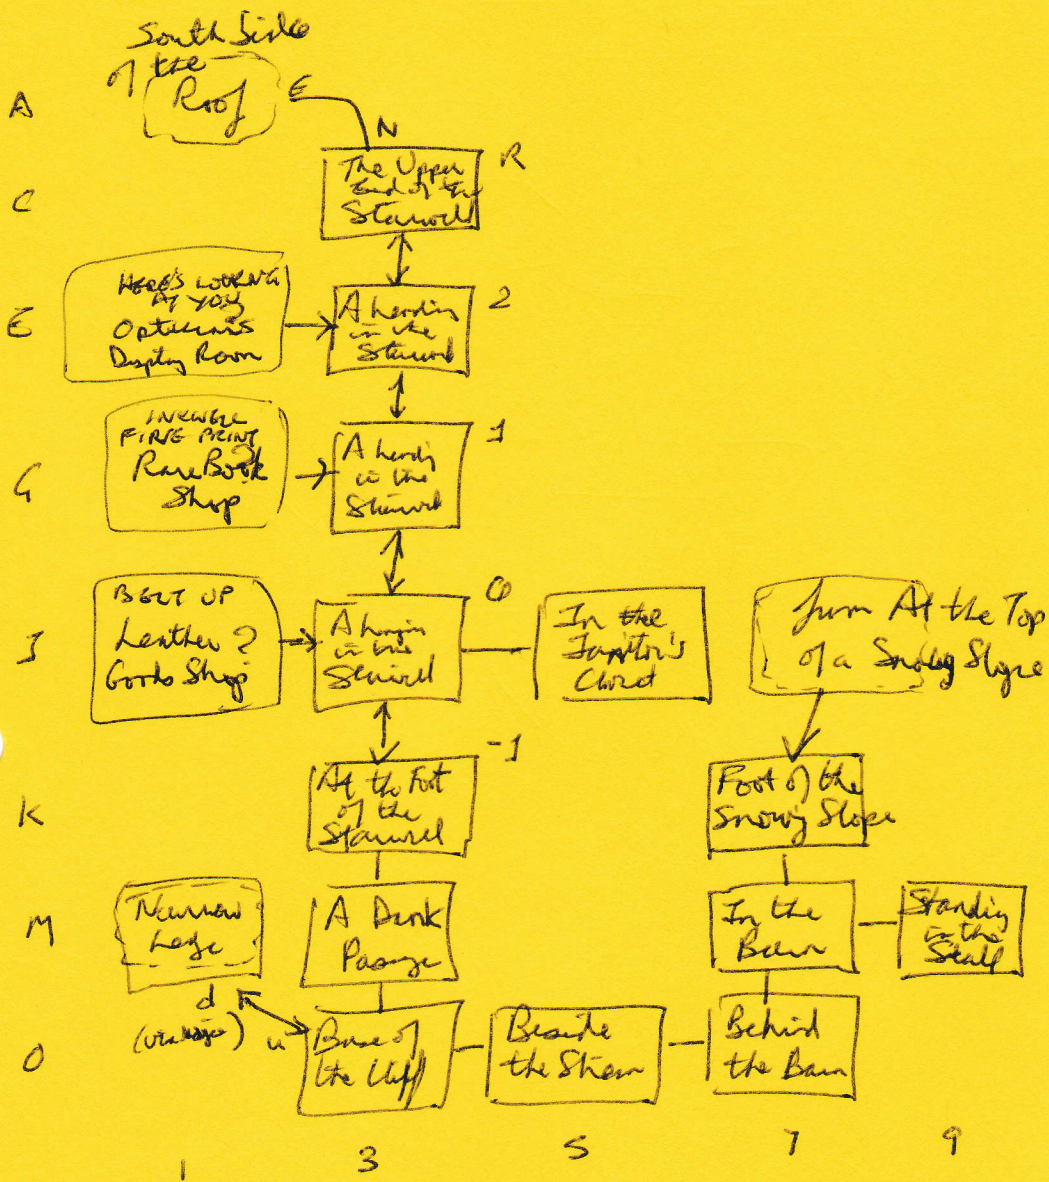 South Side
of the
Roof
E
A
N
R
The Upper
End of the
Stairwell
C
HERE'S LOOKING
AT YOU
Optician's
Display Room
E
A landing
in the
Stairwell
2
INKWELL
FINE PRINT
Rare Book
Shop
G
A landing
in the
Stairwell
1
BELT UP
Leather
Goods Shop
I
A landing
in the
Stairwell
0
In the
Janitor's
Closet
from At the Top
of a Snowy Slope
K
At the Foot
of the
Stairwell
-1
Foot of the
Snowy Slope
M
Narrow
Ledge
A Dank
Passage
In the
Barn
Standing
in the
Stall
d
u
O
Base of
the Cliff
Beside
the Stream
Behind
the Barn
1
3
5
7
9